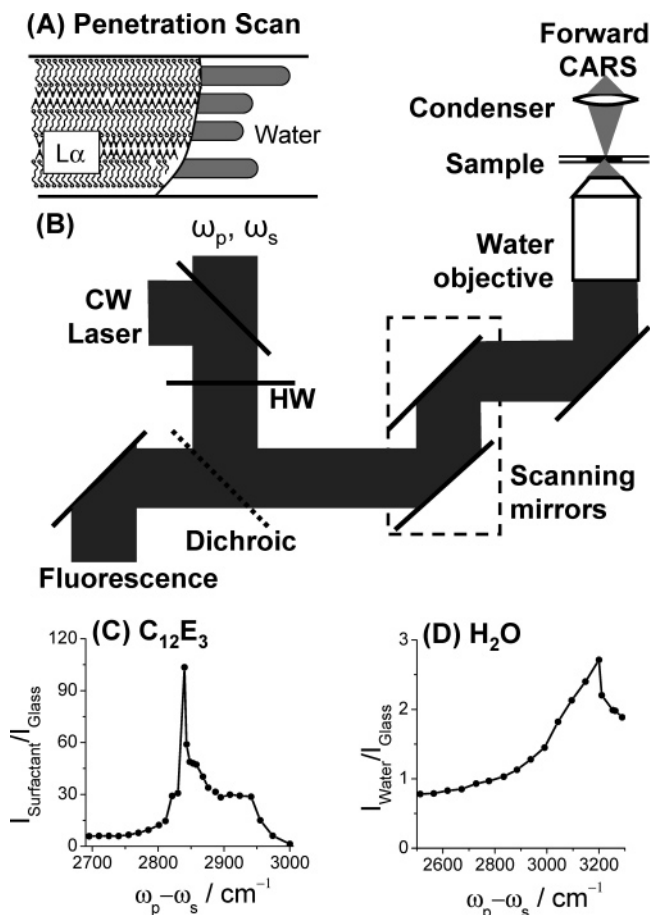 (A) Penetration Scan
Lα
Water
Forward
CARS
Condenser
Sample
Water
objective
(B)
ωp, ωs
CW
Laser
HW
Scanning
mirrors
Dichroic
Fluorescence
(C) C12E3
120
90
60
30
0
2700 2800 2900 3000
ISurfactant/IGlass
ωp–ωs / cm−1
(D) H2O
3
2
1
0
2600 2800 3000 3200
IWater/IGlass
ωp–ωs / cm−1